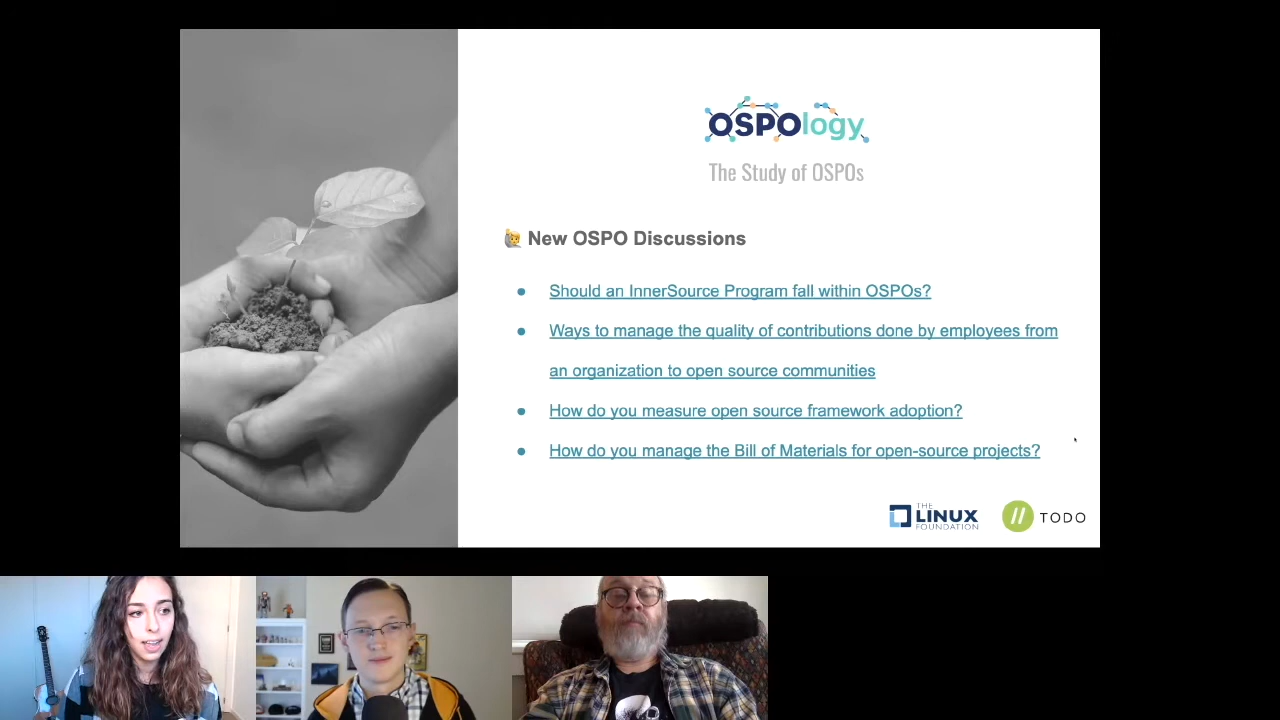 OSPOlogy
The Study of OSPOs
New OSPO Discussions
Should an InnerSource Program fall within OSPOs?
Ways to manage the quality of contributions done by employees from
an organization to open source communities
How do you measure open source framework adoption?
How do you manage the Bill of Materials for open-source projects?
THE
LINUX
FOUNDATION
TODO